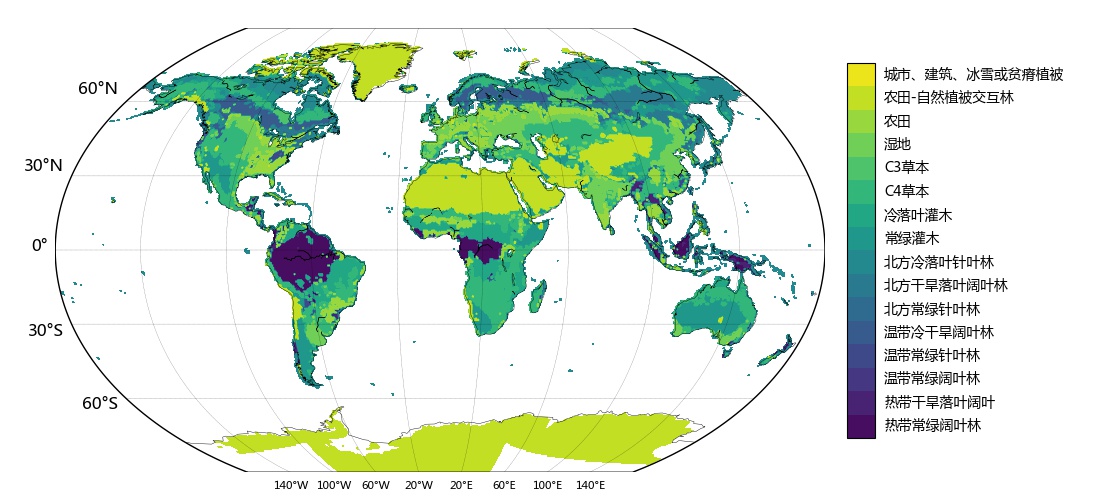 60°N
30°N
0°
30°S
60°S
140°W 100°W 60°W 20°W 20°E 60°E 100°E 140°E
城市、建筑、冰雪或贫瘠植被
农田-自然植被交互林
农田
湿地
C3草本
C4草本
冷落叶灌木
常绿灌木
北方冷落叶针叶林
北方干旱落叶阔叶林
北方常绿针叶林
温带冷干旱阔叶林
温带常绿针叶林
温带常绿阔叶林
热带干旱落叶阔叶
热带常绿阔叶林